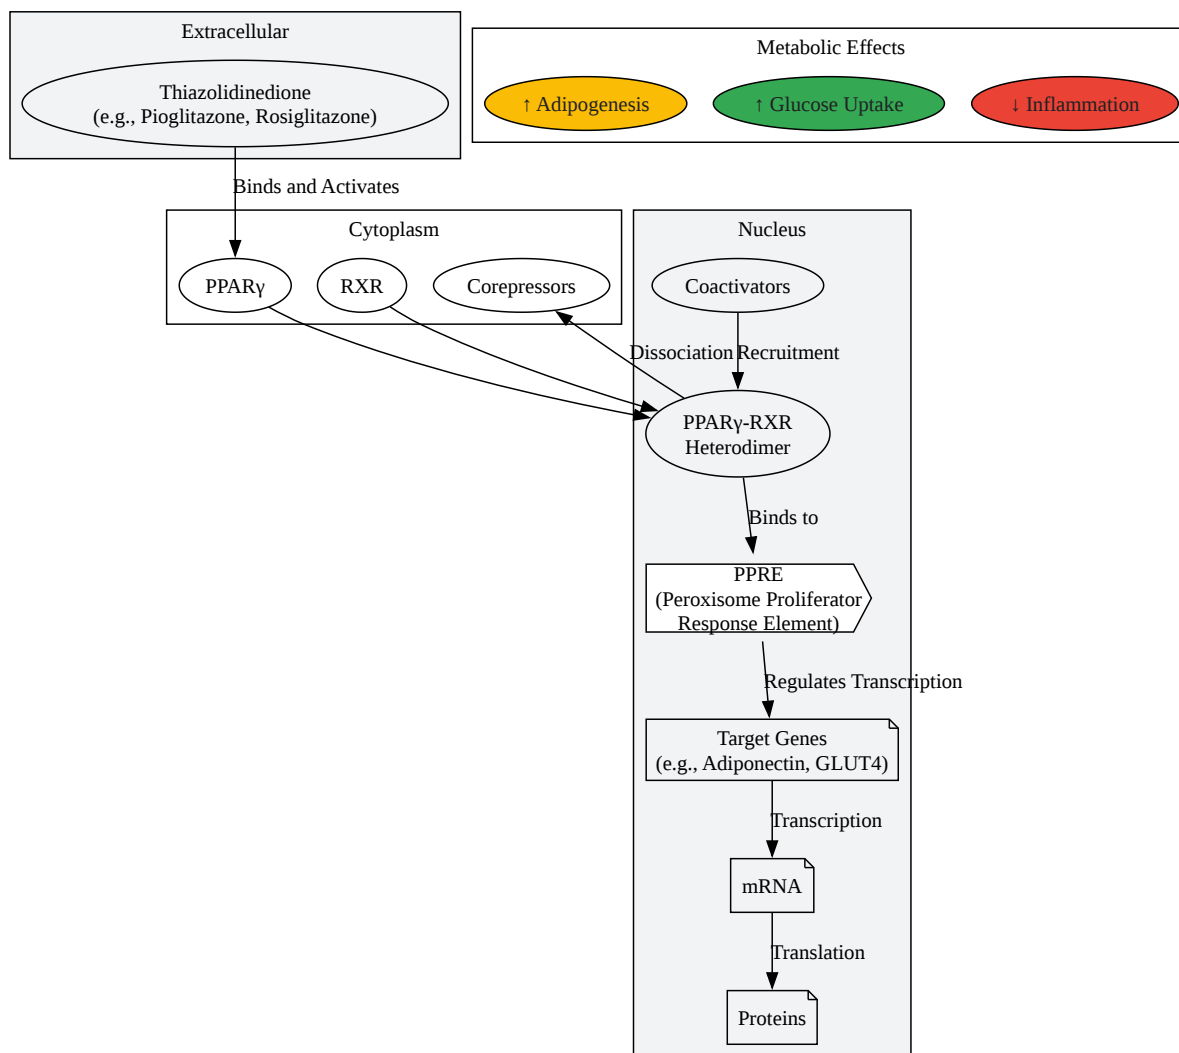 Extracellular
Thiazolidinedione
(e.g., Pioglitazone, Rosiglitazone)
Metabolic Effects
↑ Adipogenesis
↑ Glucose Uptake
↓ Inflammation
Binds and Activates
Cytoplasm
PPARγ
RXR
Corepressors
Nucleus
Coactivators
Dissociation
Recruitment
PPARγ-RXR
Heterodimer
Binds to
PPRE
(Peroxisome Proliferator
Response Element)
Regulates Transcription
Target Genes
(e.g., Adiponectin, GLUT4)
Transcription
mRNA
Translation
Proteins